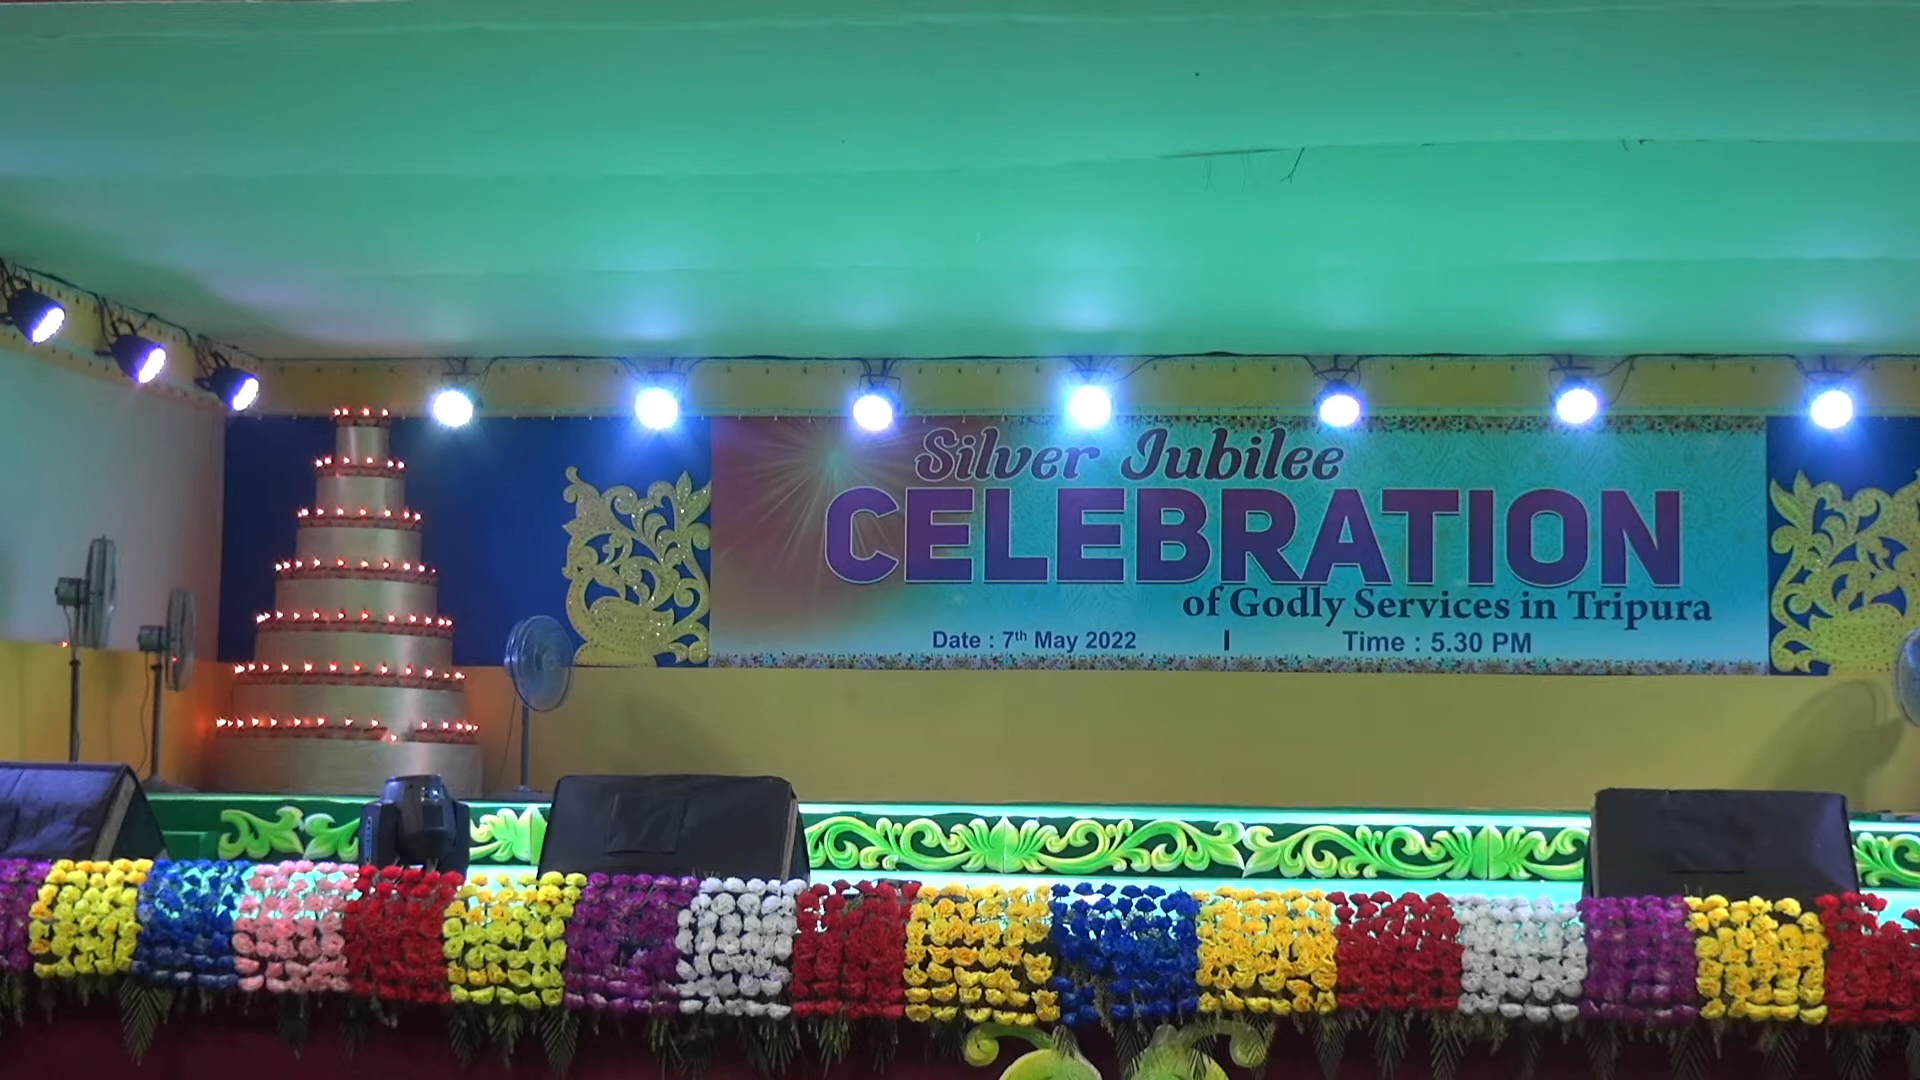 Silver Jubilee
CELEBRATION
of Godly Services in Tripura
Date : 7th May 2022 | Time : 5.30 PM